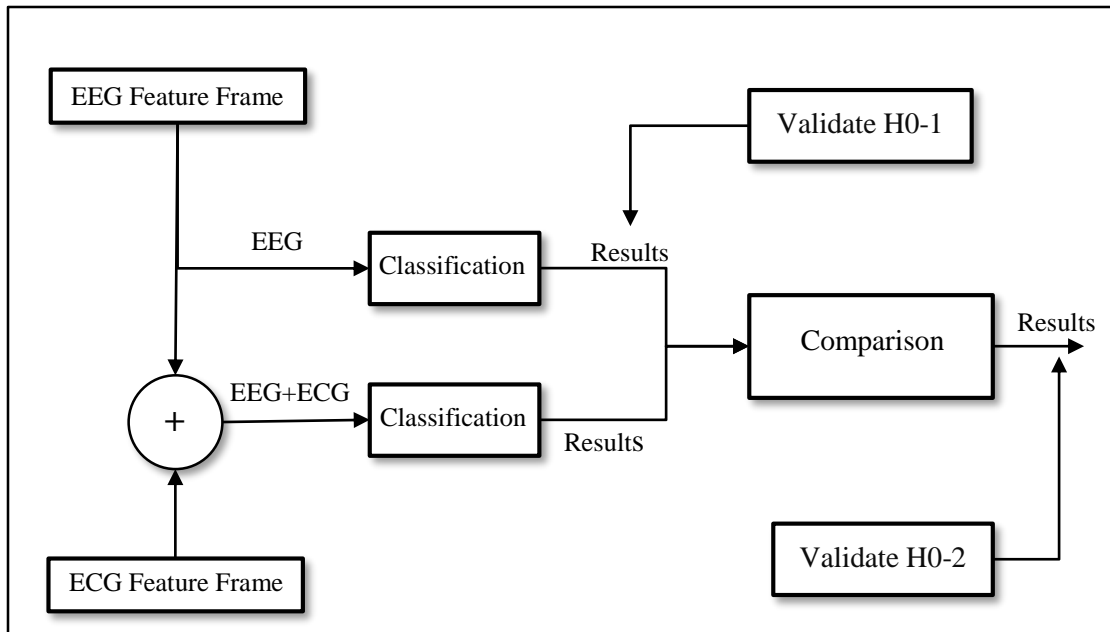 EEG Feature Frame
Validate H0-1
EEG
Classification
Results
Comparison
Results
EEG+ECG
+
Classification
Results
Validate H0-2
ECG Feature Frame